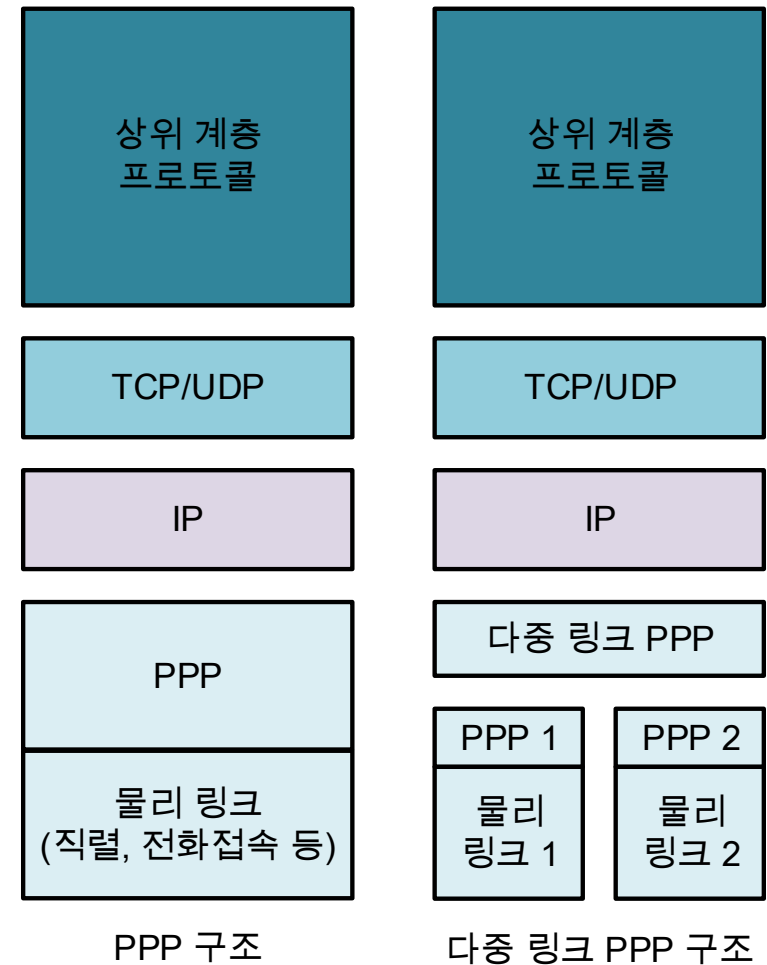 상위 계층
프로토콜
TCP/UDP
IP
PPP
물리 링크
(직렬, 전화접속 등)
PPP 구조
상위 계층
프로토콜
TCP/UDP
IP
다중 링크 PPP
PPP 1
물리
링크 1
PPP 2
물리
링크 2
다중 링크 PPP 구조